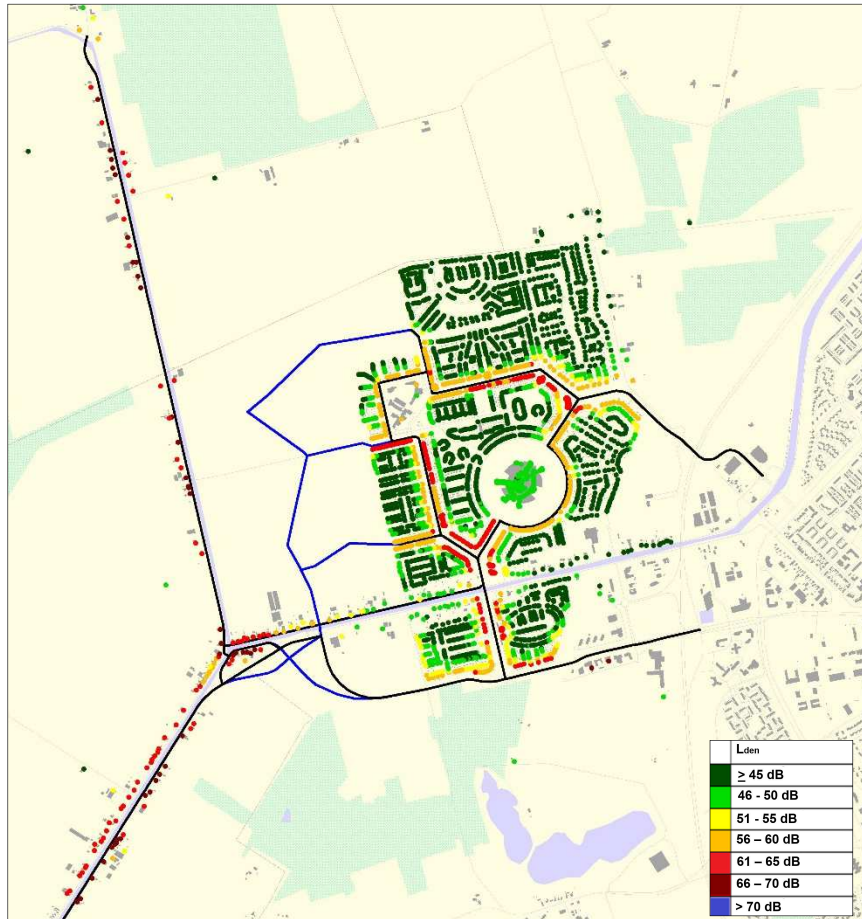 Lden
≥ 45 dB
46 - 50 dB
51 - 55 dB
56 – 60 dB
61 – 65 dB
66 – 70 dB
> 70 dB